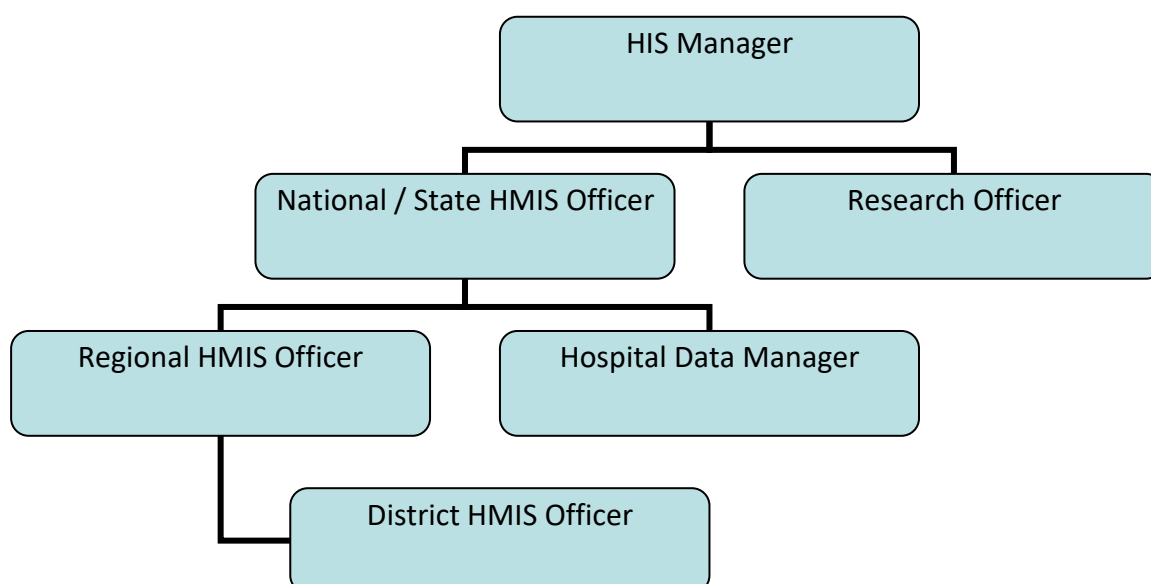 HIS Manager
National / State HMIS Officer
Research Officer
Regional HMIS Officer
Hospital Data Manager
District HMIS Officer